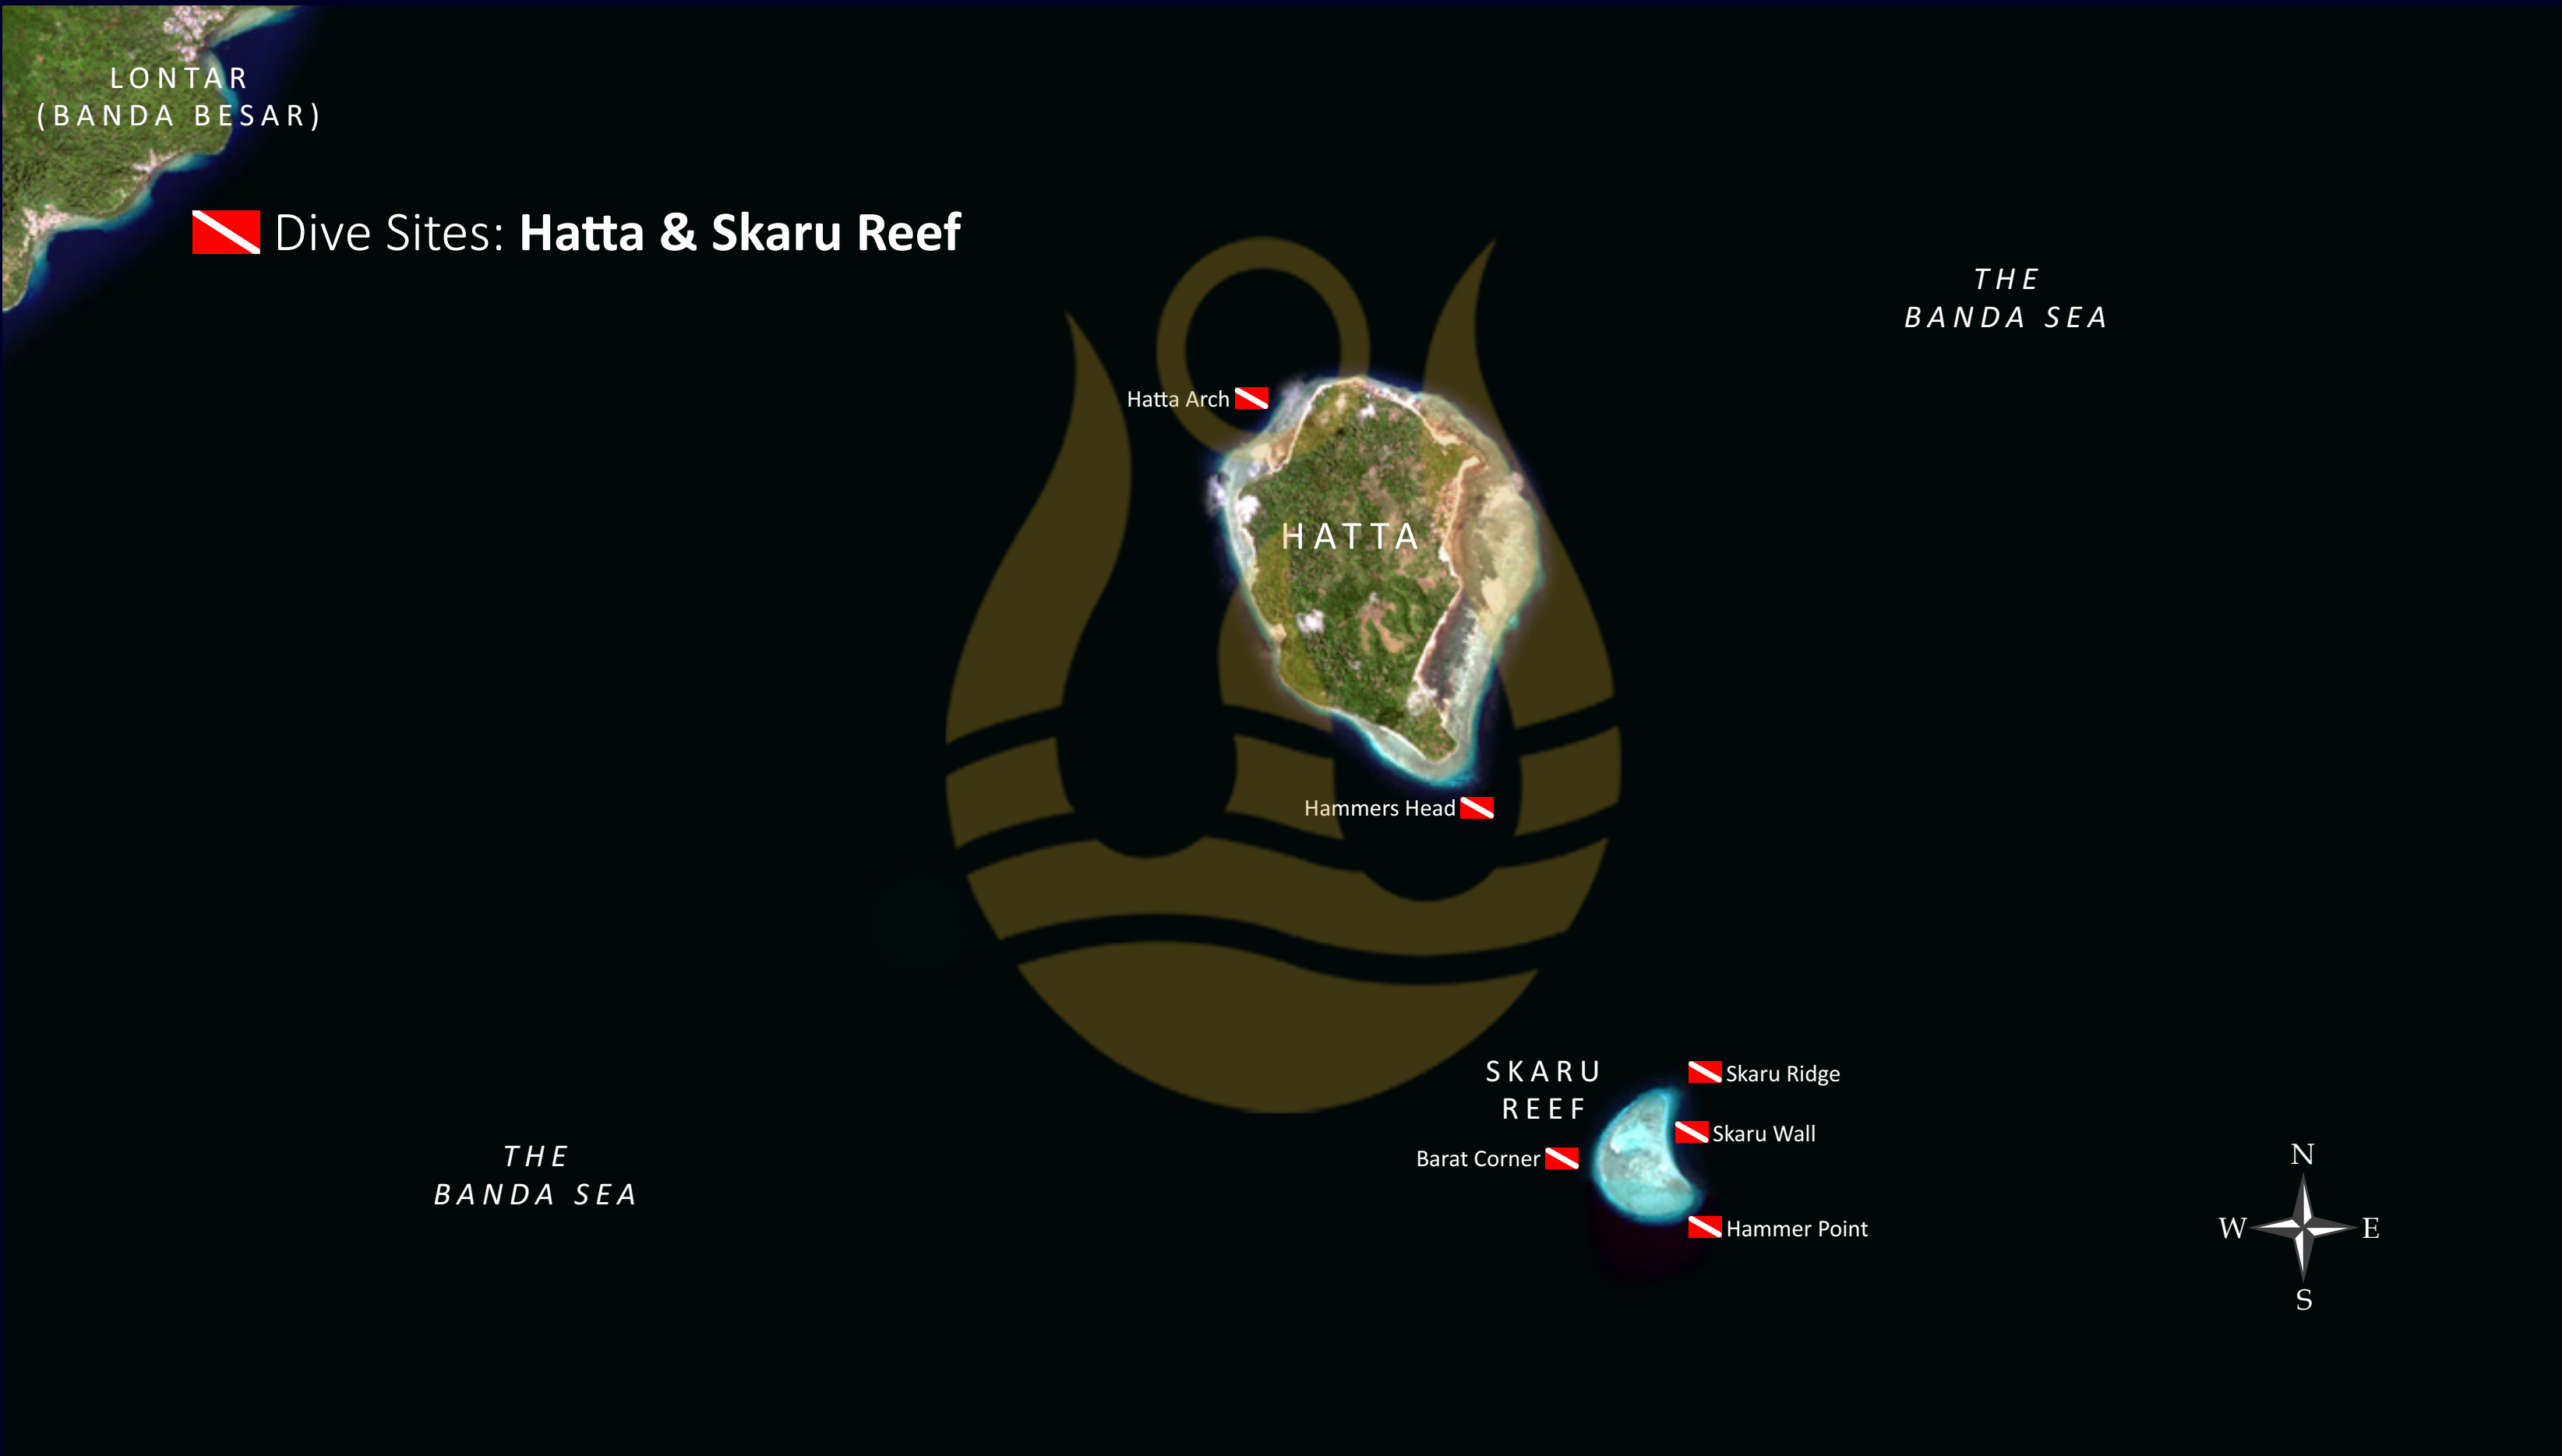 LONTAR
(BANDA BESAR)
Dive Sites: Hatta & Skaru Reef
THE
BANDA SEA
Hatta Arch
HATTA
Hammers Head
SKARU
REEF
Skaru Ridge
Skaru Wall
Barat Corner
Hammer Point
THE
BANDA SEA
N
W E
S